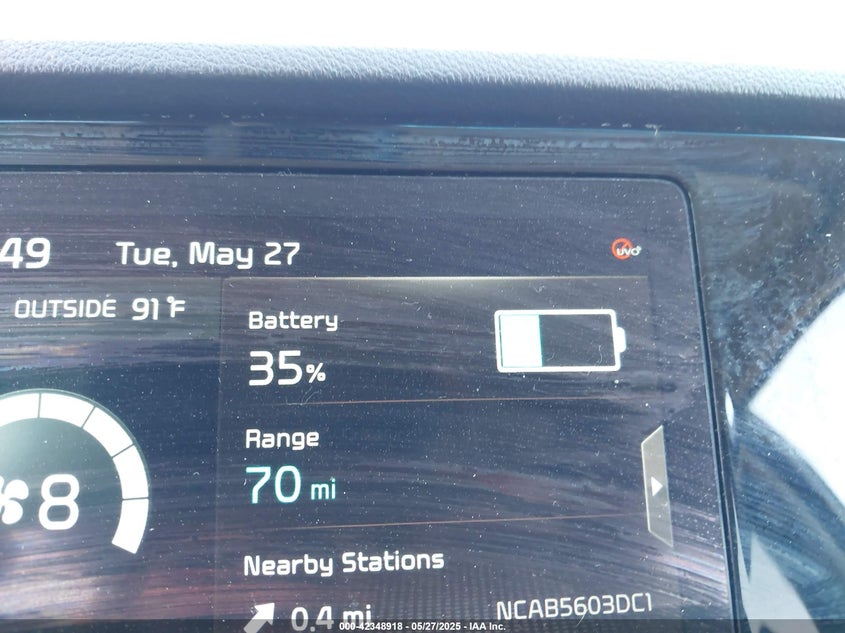 49 Tue, May 27 UVO
OUTSIDE 91°F
Battery
35%
Range
70 mi
8
Nearby Stations
0.4 mi NCAB5603DC1
000-42348918 - 05/27/2025 - IAA Inc.